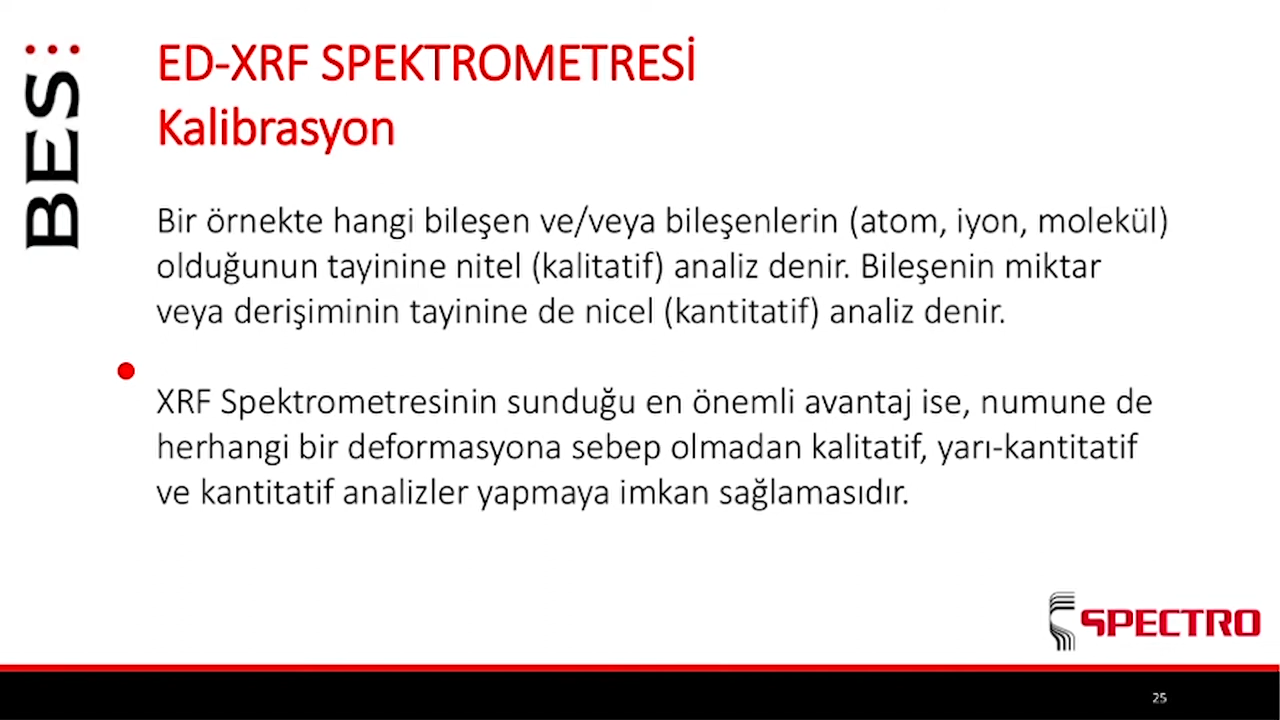 BES
ED-XRF SPEKTROMETRESİ
Kalibrasyon
Bir örnekte hangi bileşen ve/veya bileşenlerin (atom, iyon, molekül)
olduğunun tayinine nitel (kalitatif) analiz denir. Bileşenin miktar
veya derişiminin tayinine de nicel (kantitatif) analiz denir.
XRF Spektrometresinin sunduğu en önemli avantaj ise, numune de
herhangi bir deformasyona sebep olmadan kalitatif, yarı-kantitatif
ve kantitatif analizler yapmaya imkan sağlamasıdır.
SPECTRO
25